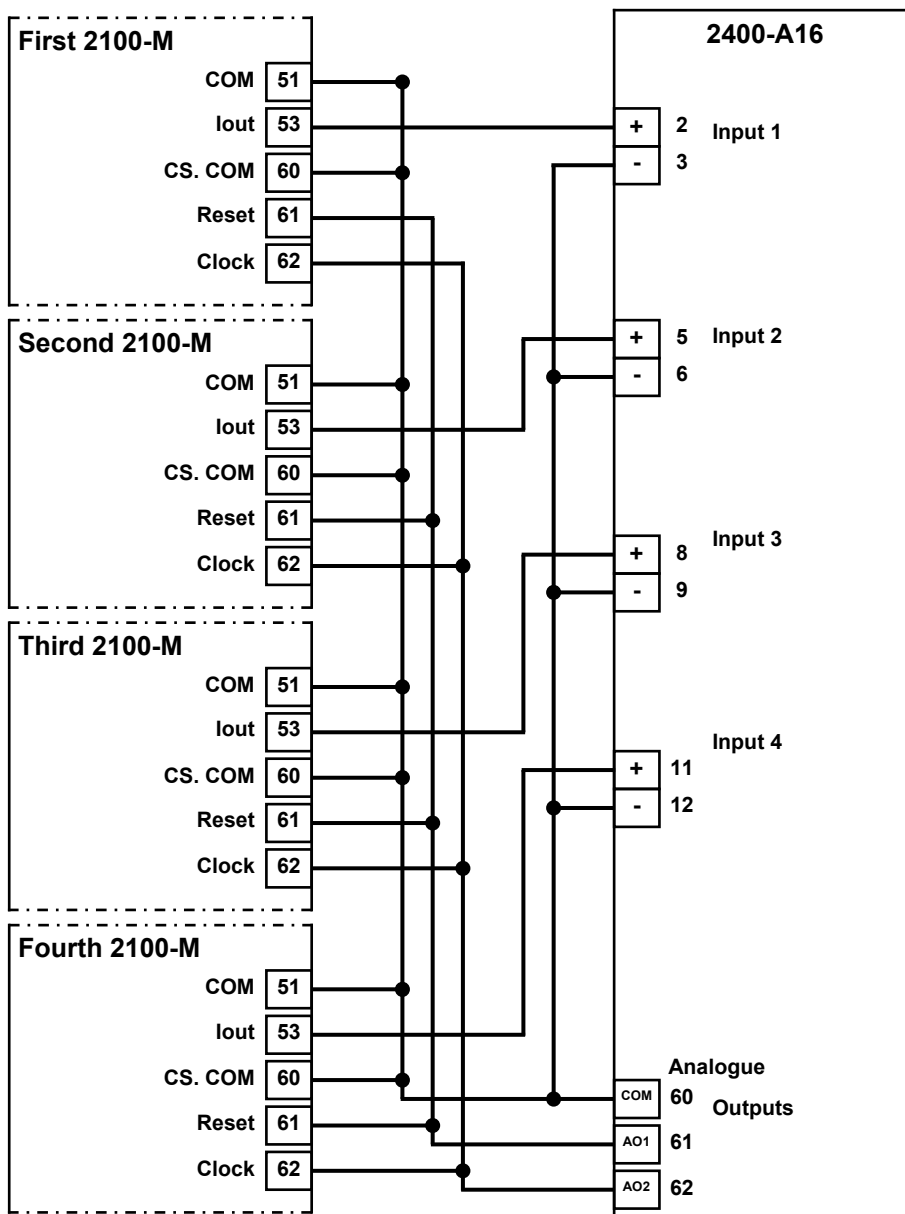 First 2100-M
COM 51
Iout 53
CS. COM 60
Reset 61
Clock 62
Second 2100-M
COM 51
Iout 53
CS. COM 60
Reset 61
Clock 62
Third 2100-M
COM 51
Iout 53
CS. COM 60
Reset 61
Clock 62
Fourth 2100-M
COM 51
Iout 53
CS. COM 60
Reset 61
Clock 62
2400-A16
+ 2 Input 1
- 3
+ 5 Input 2
- 6
+ 8 Input 3
- 9
Input 4
+ 11
- 12
Analogue
COM 60
Outputs
AO1 61
AO2 62